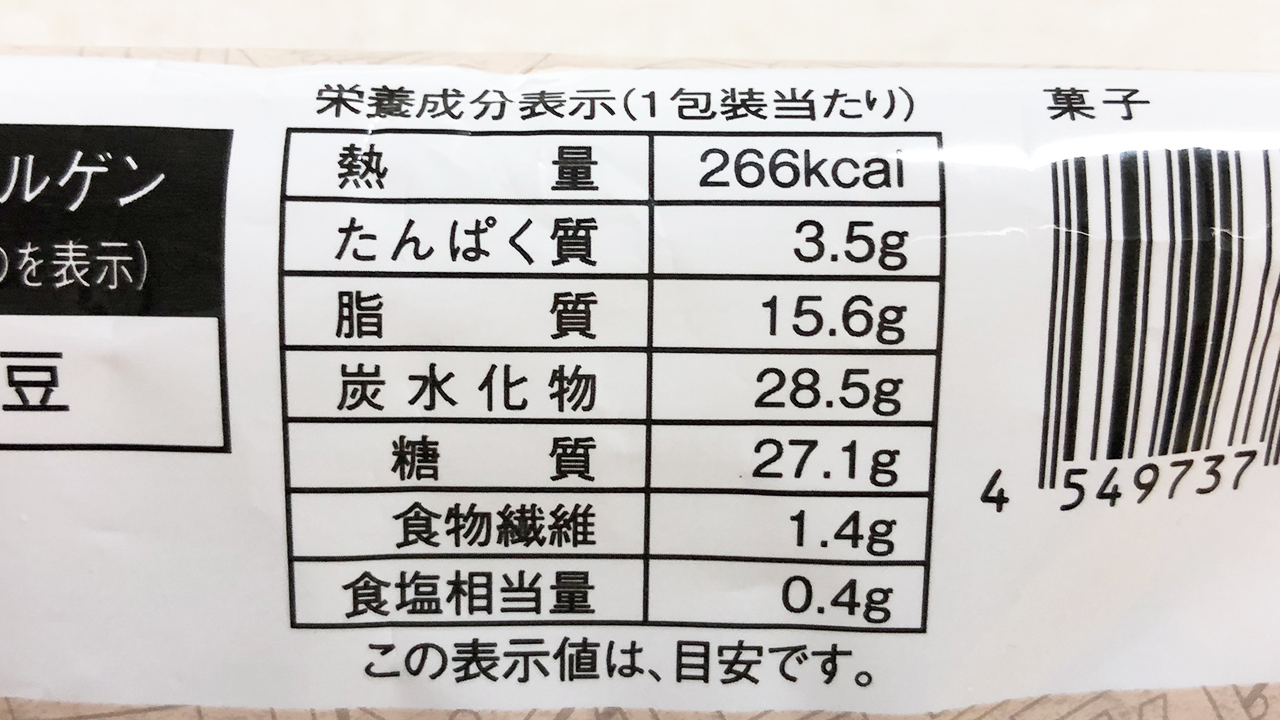 ルゲン
のを表示)
豆
栄養成分表示(1包装当たり)
熱量 266kcal
たんぱく質 3.5g
脂質 15.6g
炭水化物 28.5g
糖質 27.1g
食物繊維 1.4g
食塩相当量 0.4g
この表示値は、目安です。
菓子
4 549737